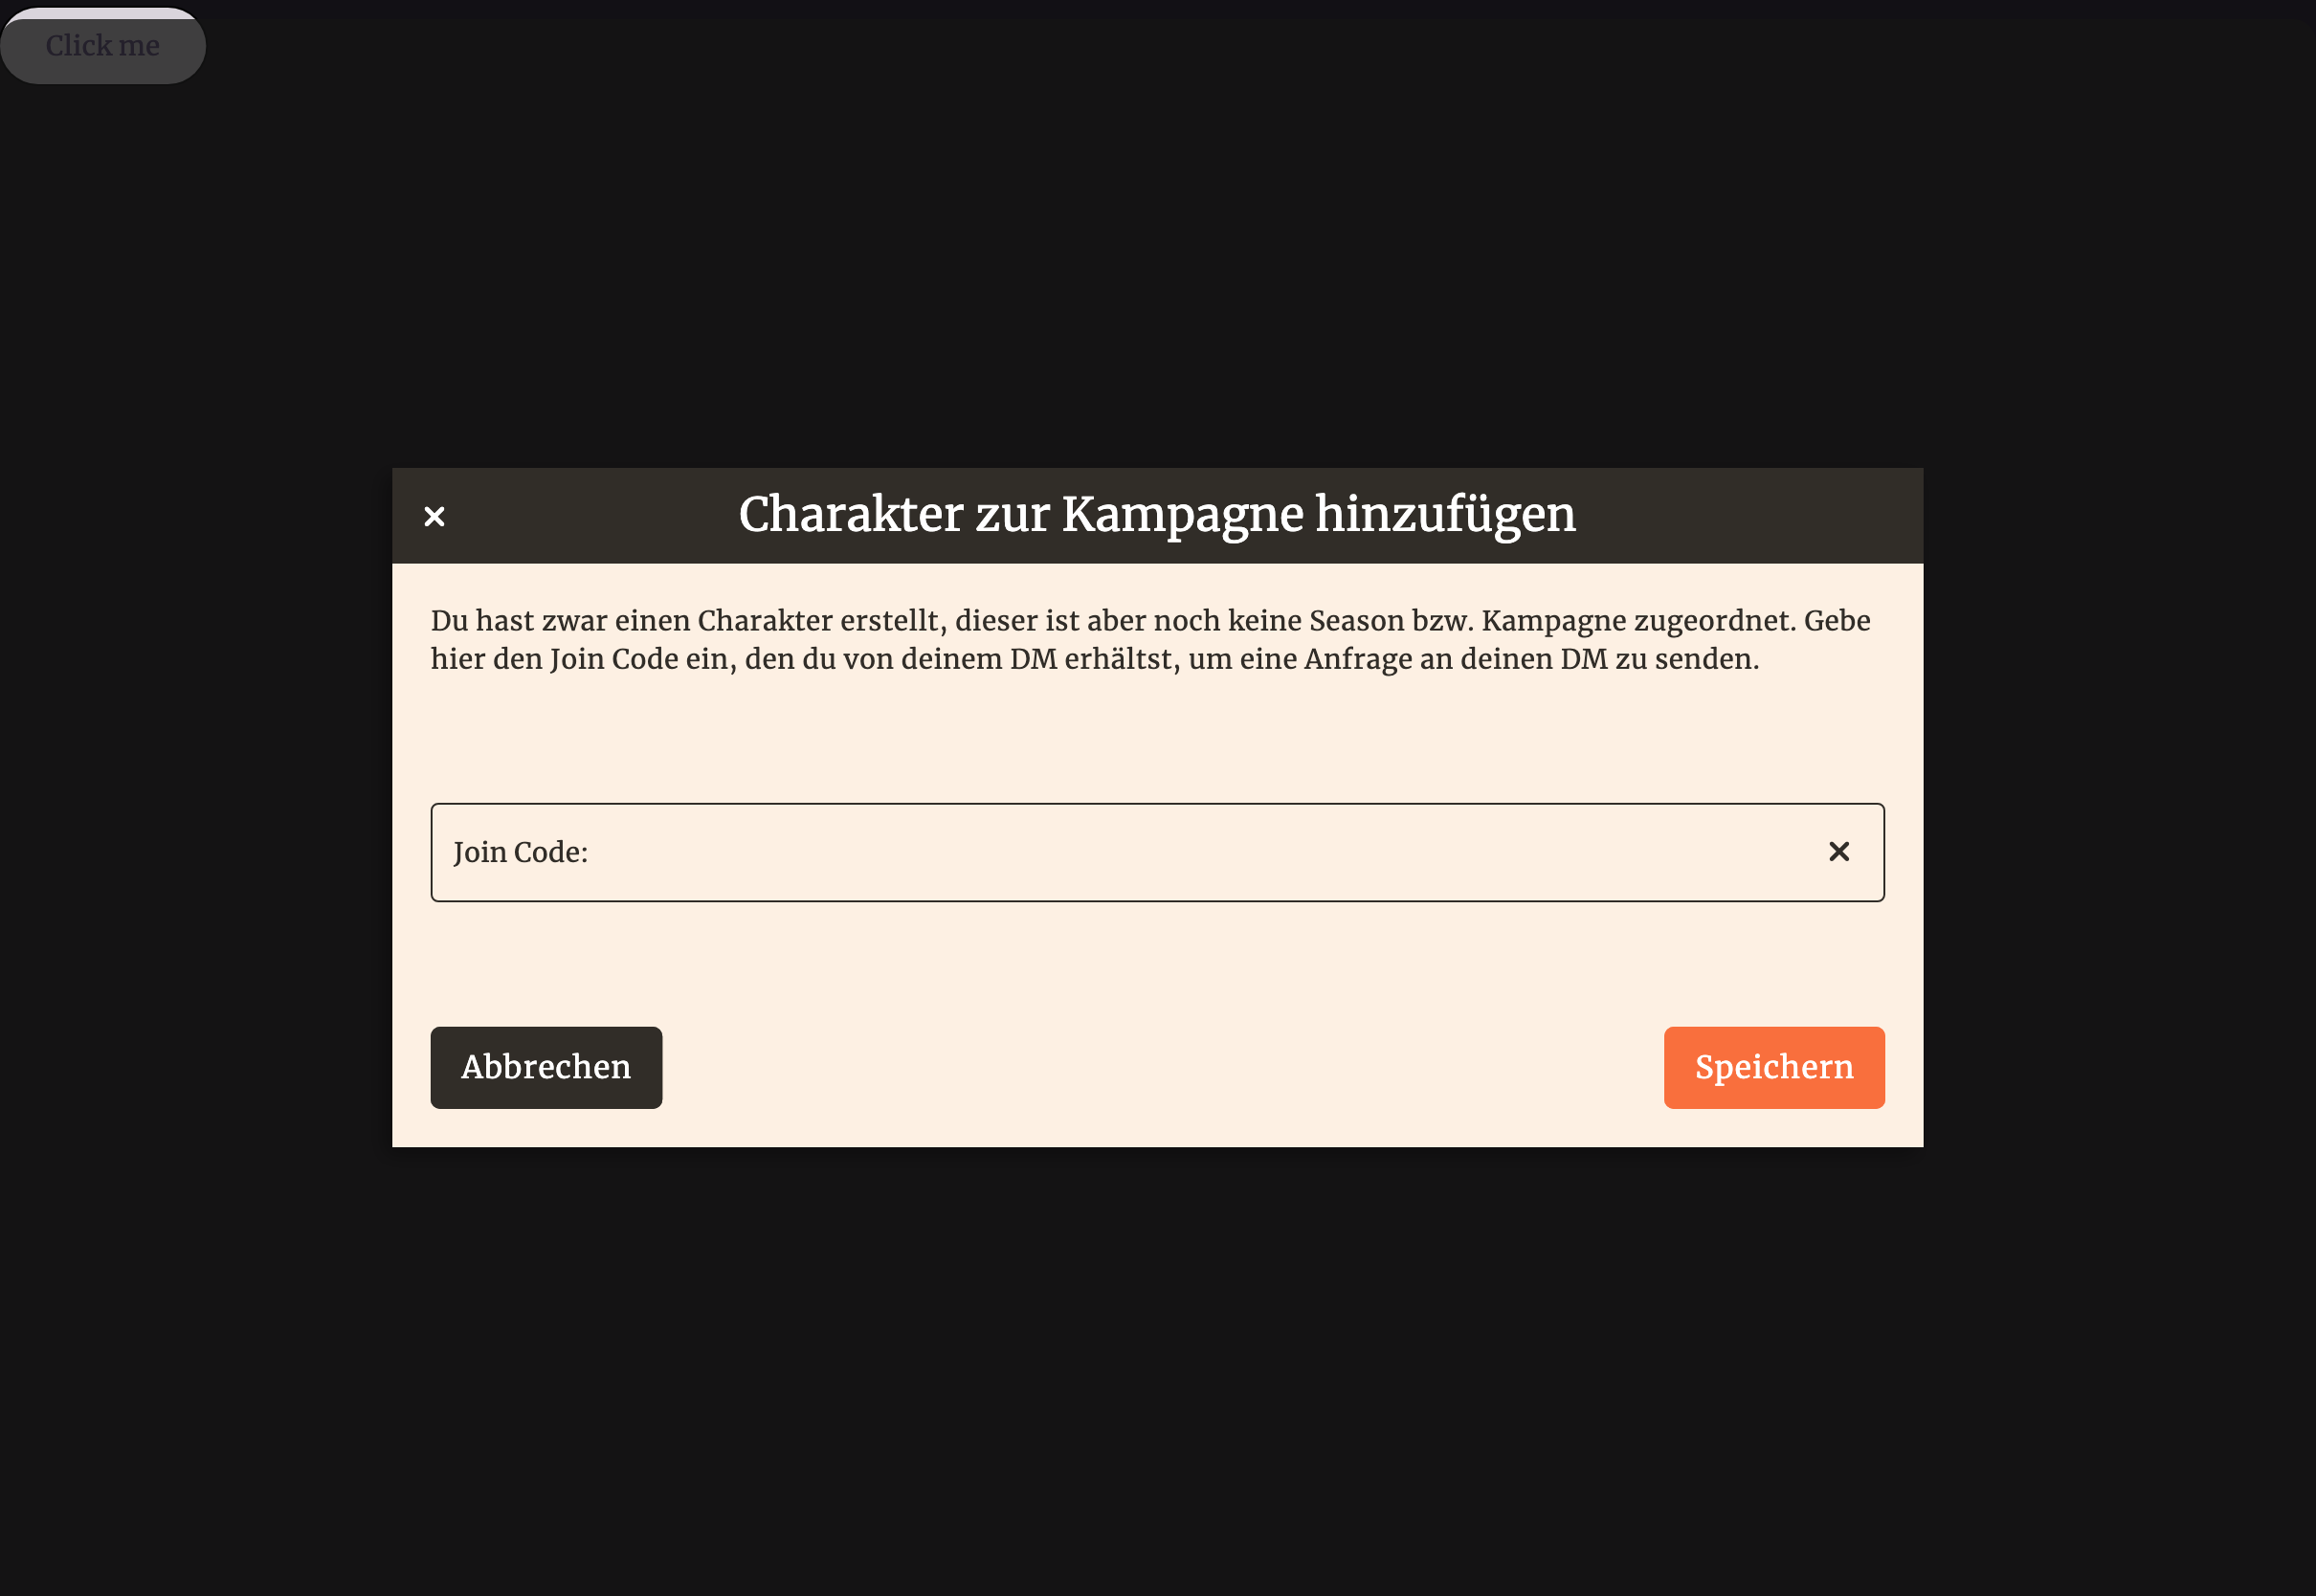 Click me
Charakter zur Kampagne hinzufügen
Du hast zwar einen Charakter erstellt, dieser ist aber noch keine Season bzw. Kampagne zugeordnet. Gebe
hier den Join Code ein, den du von deinem DM erhältst, um eine Anfrage an deinen DM zu senden.
Join Code:
Abbrechen
Speichern